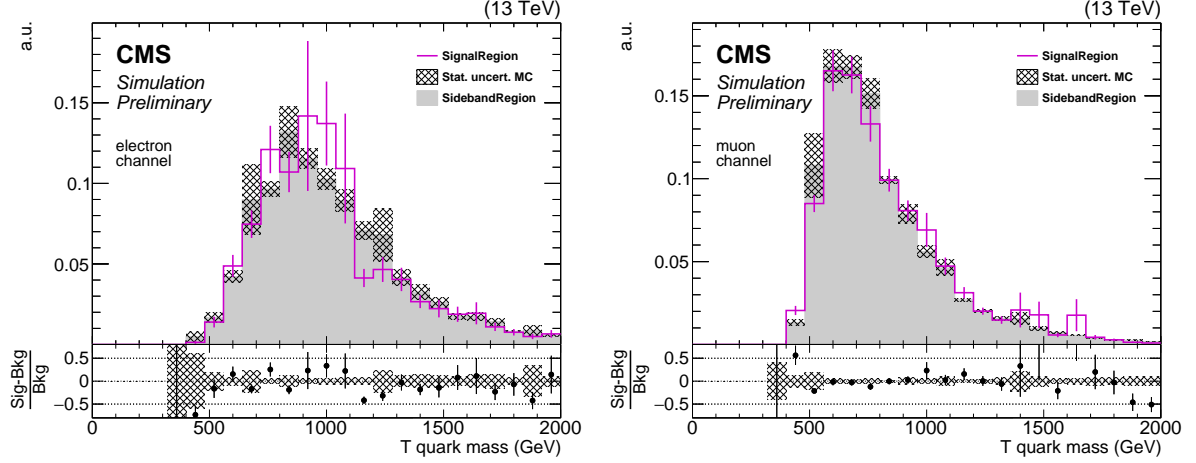 (13 TeV)
a.u.
CMS
Simulation
Preliminary
electron
channel
SignalRegion
Stat. uncert. MC
SidebandRegion
0.15
0.1
0.05
Sig-Bkg
Bkg
0.5
0
−0.5
0 500 1000 1500 2000
T quark mass (GeV)
(13 TeV)
a.u.
CMS
Simulation
Preliminary
muon
channel
SignalRegion
Stat. uncert. MC
SidebandRegion
0.15
0.1
0.05
Sig-Bkg
Bkg
0.5
0
−0.5
0 500 1000 1500 2000
T quark mass (GeV)